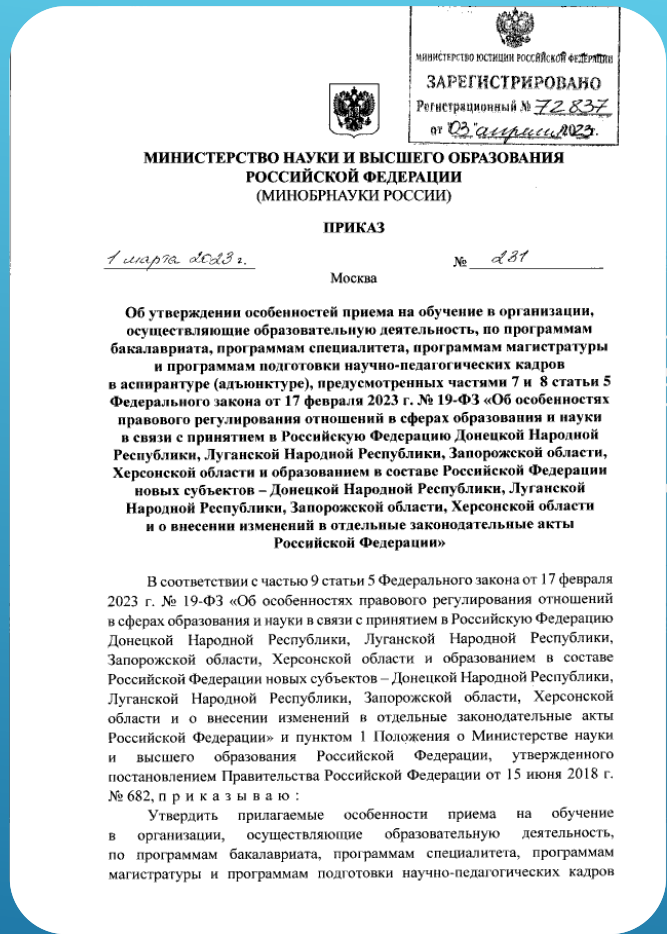 МИНИСТЕРСТВО ЮСТИЦИИ РОССИЙСКОЙ ФЕДЕРАЦИИ
ЗАРЕГИСТРИРОВАНО
Регистрационный № 72837
от "03" апреля 2023г.
МИНИСТЕРСТВО НАУКИ И ВЫСШЕГО ОБРАЗОВАНИЯ
РОССИЙСКОЙ ФЕДЕРАЦИИ
(МИНОБРНАУКИ РОССИИ)
ПРИКАЗ
1 марта 2023 г. № 231
Москва
Об утверждении особенностей приема на обучение в организации,
осуществляющие образовательную деятельность, по программам
бакалавриата, программам специалитета, программам магистратуры
и программам подготовки научно-педагогических кадров
в аспирантуре (адъюнктуре), предусмотренных частями 7 и 8 статьи 5
Федерального закона от 17 февраля 2023 г. № 19-ФЗ «Об особенностях
правового регулирования отношений в сферах образования и науки
в связи с принятием в Российскую Федерацию Донецкой Народной
Республики, Луганской Народной Республики, Запорожской области,
Херсонской области и образованием в составе Российской Федерации
новых субъектов – Донецкой Народной Республики, Луганской
Народной Республики, Запорожской области, Херсонской области
и о внесении изменений в отдельные законодательные акты
Российской Федерации»
В соответствии с частью 9 статьи 5 Федерального закона от 17 февраля
2023 г. № 19-ФЗ «Об особенностях правового регулирования отношений
в сферах образования и науки в связи с принятием в Российскую Федерацию
Донецкой Народной Республики, Луганской Народной Республики,
Запорожской области, Херсонской области и образованием в составе
Российской Федерации новых субъектов – Донецкой Народной Республики,
Луганской Народной Республики, Запорожской области, Херсонской
области и о внесении изменений в отдельные законодательные акты
Российской Федерации» и пунктом 1 Положения о Министерстве науки
и высшего образования Российской Федерации, утвержденного
постановлением Правительства Российской Федерации от 15 июня 2018 г.
№ 682, п р и к а з ы в а ю :
Утвердить прилагаемые особенности приема на обучение
в организации, осуществляющие образовательную деятельность,
по программам бакалавриата, программам специалитета, программам
магистратуры и программам подготовки научно-педагогических кадров